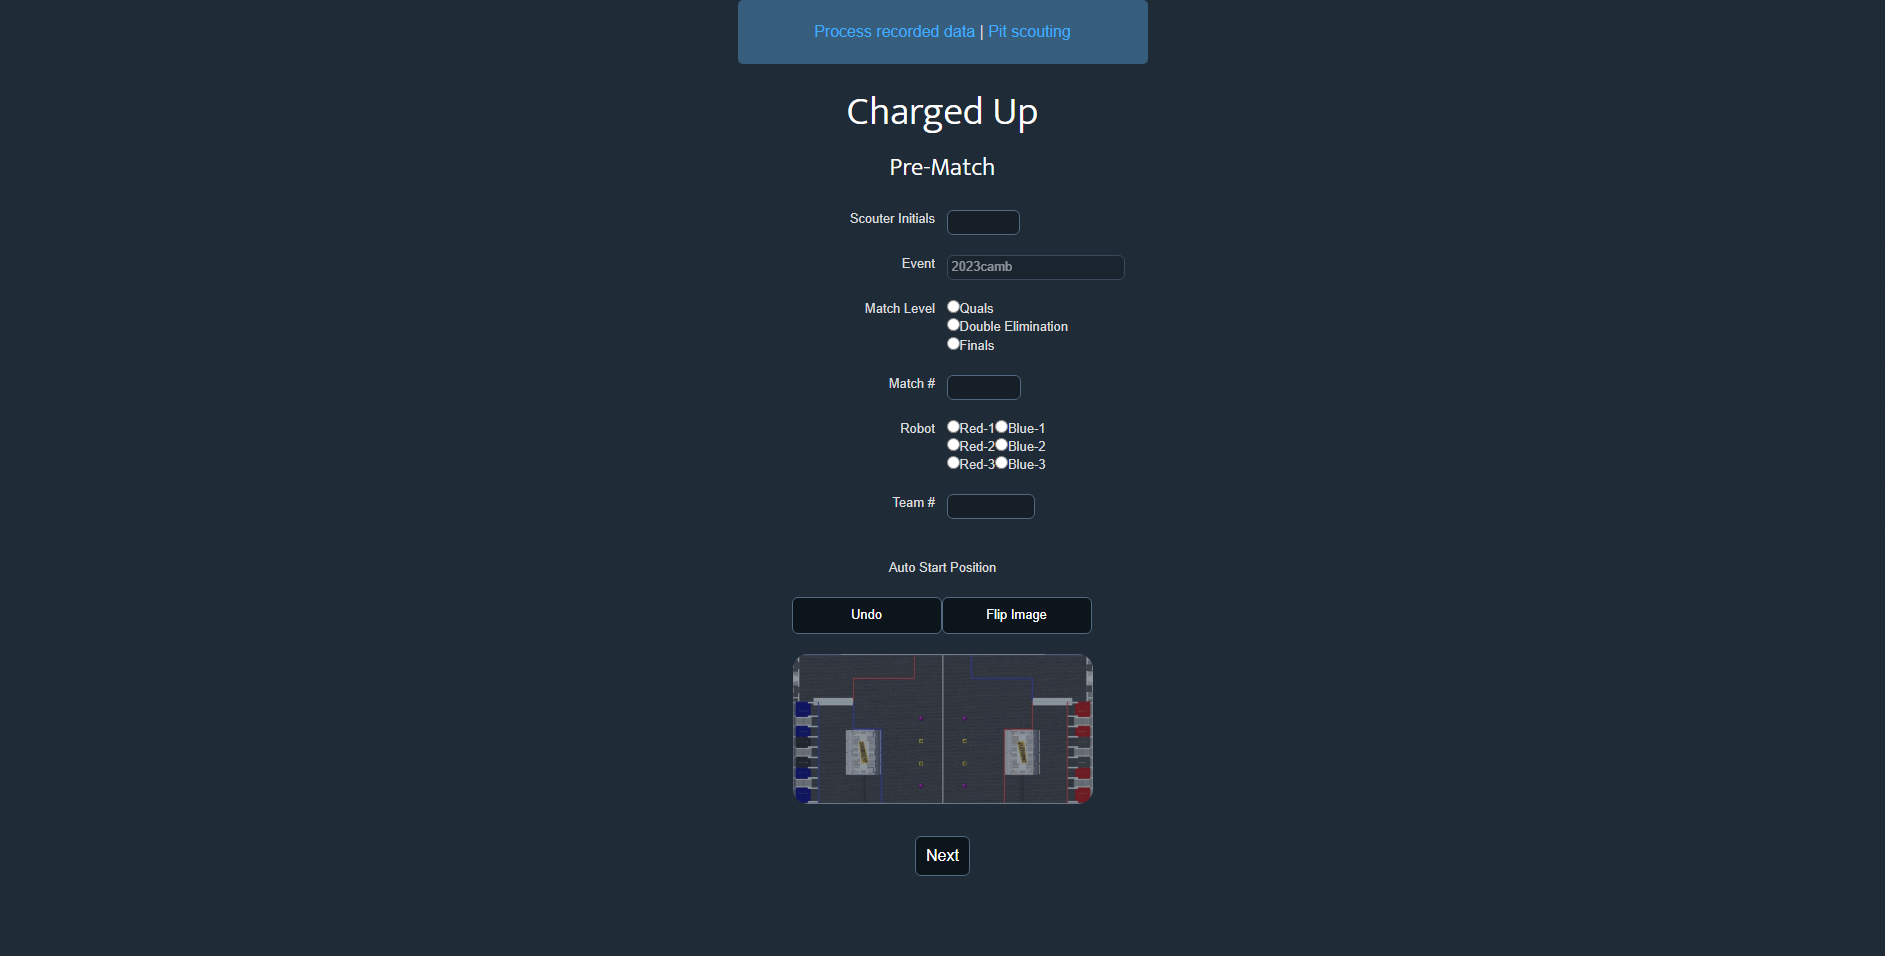 Process recorded data | Pit scouting
Charged Up
Pre-Match
Scouter Initials
Event 2023camb
Match Level Quals
Double Elimination
Finals
Match #
Robot Red-1 Blue-1
Red-2 Blue-2
Red-3 Blue-3
Team #
Auto Start Position
Undo Flip Image
Next